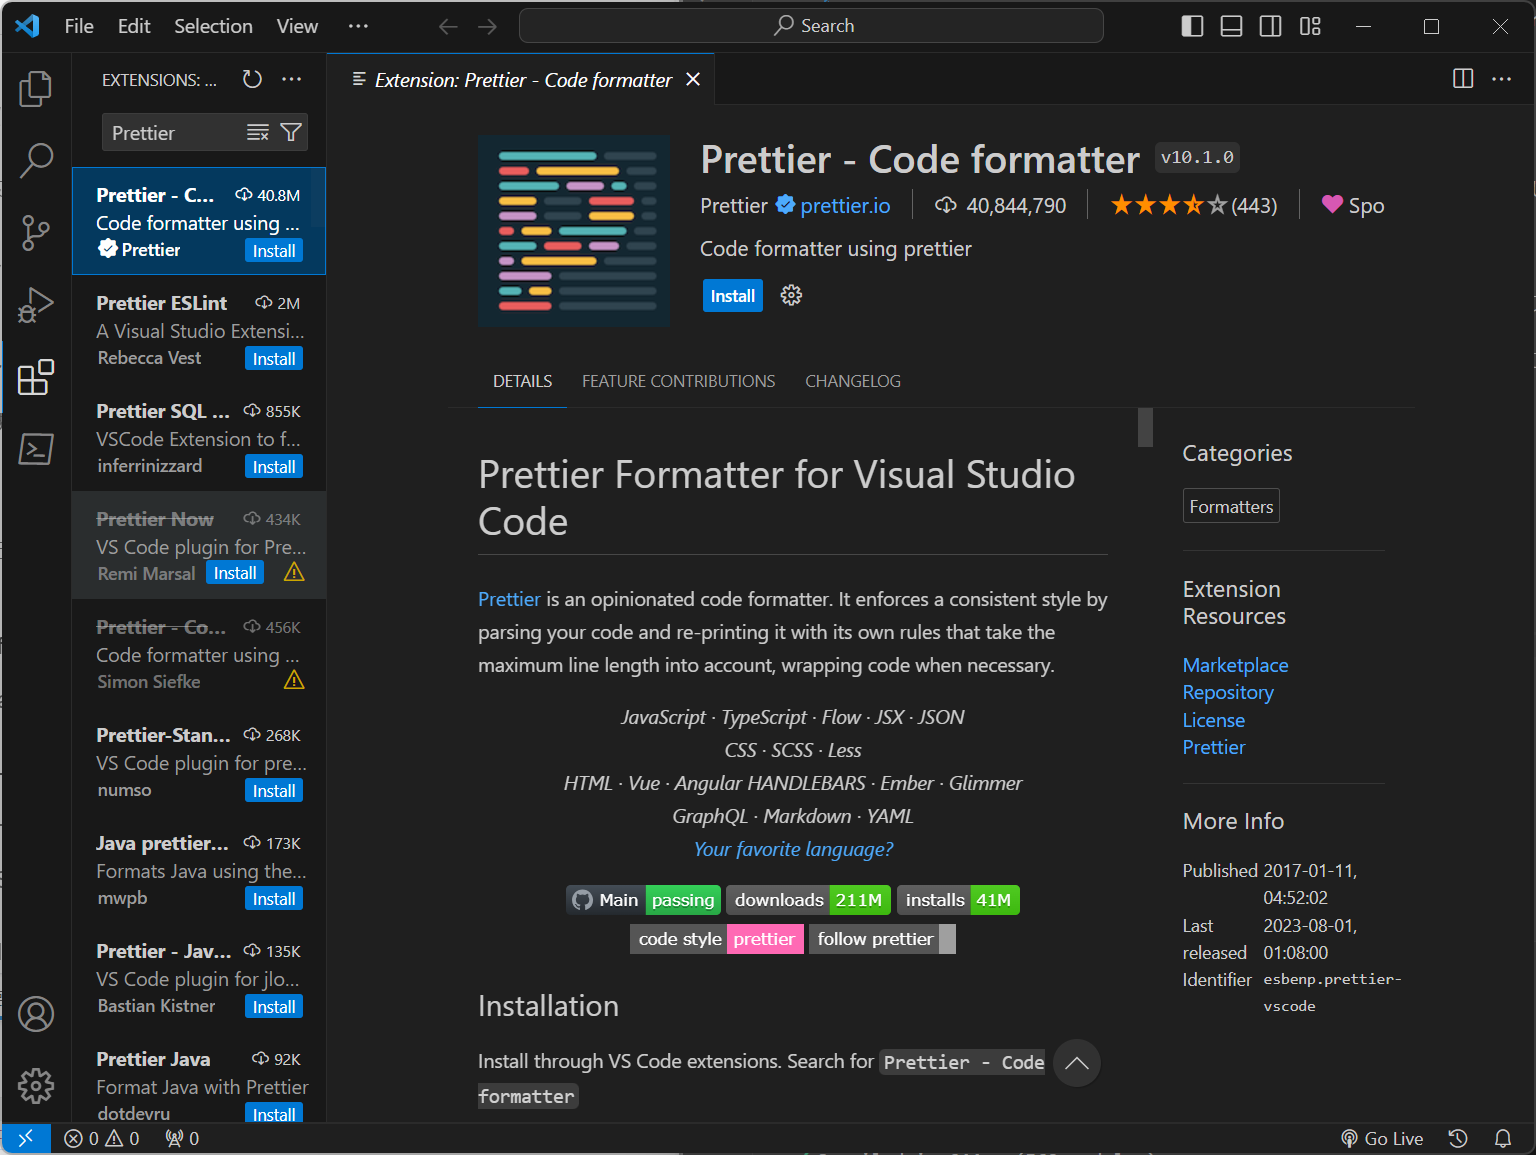 File Edit Selection View ··· Search
EXTENSIONS: ... ···
Extension: Prettier - Code formatter
Prettier
Prettier - C... 40.8M
Code formatter using ...
Prettier Install
Prettier ESLint 2M
A Visual Studio Extensi...
Rebecca Vest Install
Prettier SQL ... 855K
VSCode Extension to f...
inferrinizzard Install
Prettier Now 434K
VS Code plugin for Pre...
Remi Marsal Install
Prettier - Co... 456K
Code formatter using ...
Simon Siefke
Prettier-Stan... 268K
VS Code plugin for pre...
numso Install
Java prettier... 173K
Formats Java using the...
mwpb Install
Prettier - Jav... 135K
VS Code plugin for jlo...
Bastian Kistner Install
Prettier Java 92K
Format Java with Prettier
dotdevru Install
Prettier - Code formatter v10.1.0
Prettier prettier.io 40,844,790 (443) Spo
Code formatter using prettier
Install
DETAILS FEATURE CONTRIBUTIONS CHANGELOG
Prettier Formatter for Visual Studio
Code
Prettier is an opinionated code formatter. It enforces a consistent style by
parsing your code and re-printing it with its own rules that take the
maximum line length into account, wrapping code when necessary.
JavaScript · TypeScript · Flow · JSX · JSON
CSS · SCSS · Less
HTML · Vue · Angular HANDLEBARS · Ember · Glimmer
GraphQL · Markdown · YAML
Your favorite language?
Main passing downloads 211M installs 41M
code style prettier follow prettier
Installation
Install through VS Code extensions. Search for Prettier - Code
formatter
Categories
Formatters
Extension
Resources
Marketplace
Repository
License
Prettier
More Info
Published 2017-01-11,
04:52:02
Last 2023-08-01,
released 01:08:00
Identifier esbenp.prettier-
vscode
0 0 0 Go Live